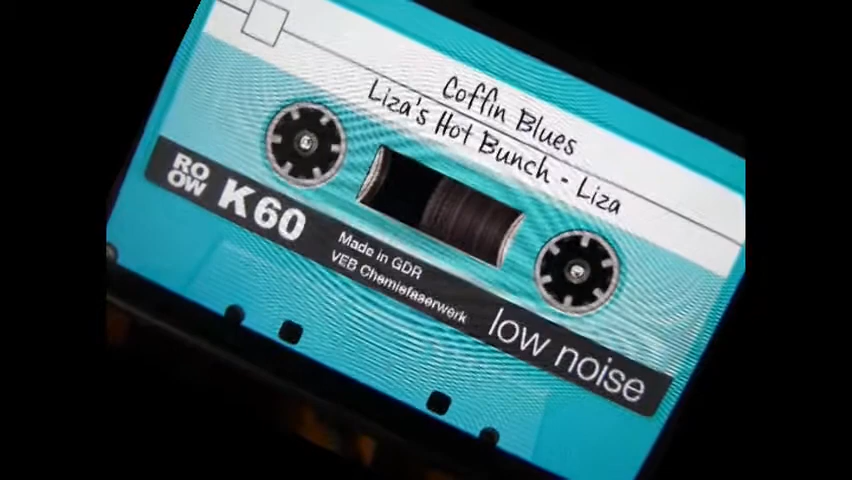 Coffin Blues
Liza's Hot Bunch - Liza
RO
OW
K60
Made in GDR
VEB Chemiefaserwerk
low noise